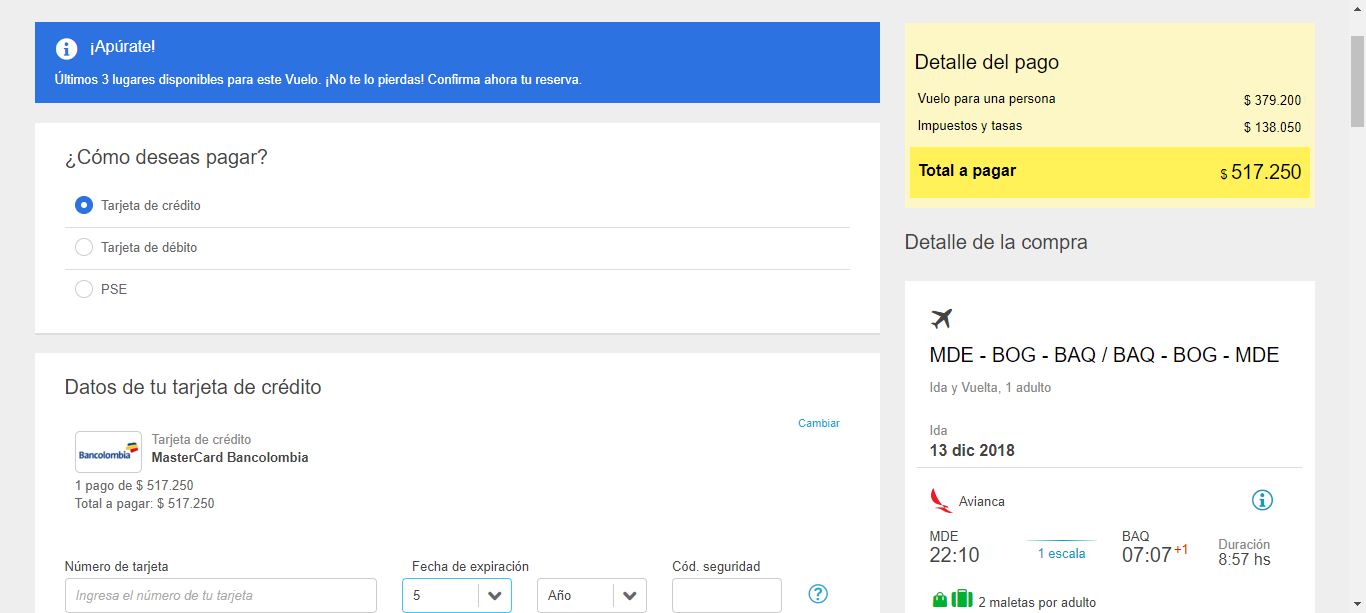 ¡Apúrate!
Últimos 3 lugares disponibles para este Vuelo. ¡No te lo pierdas! Confirma ahora tu reserva.
¿Cómo deseas pagar?
Tarjeta de crédito
Tarjeta de débito
PSE
Datos de tu tarjeta de crédito
Cambiar
Bancolombia
Tarjeta de crédito
MasterCard Bancolombia
1 pago de $ 517.250
Total a pagar: $ 517.250
Número de tarjeta Fecha de expiración Cód. seguridad
Ingresa el número de tu tarjeta 5 Año ?
Detalle del pago
Vuelo para una persona $ 379.200
Impuestos y tasas $ 138.050
Total a pagar $ 517.250
Detalle de la compra
MDE - BOG - BAQ / BAQ - BOG - MDE
Ida y Vuelta, 1 adulto
Ida
13 dic 2018
Avianca
MDE BAQ Duración
22:10 1 escala 07:07 +1 8:57 hs
2 maletas por adulto